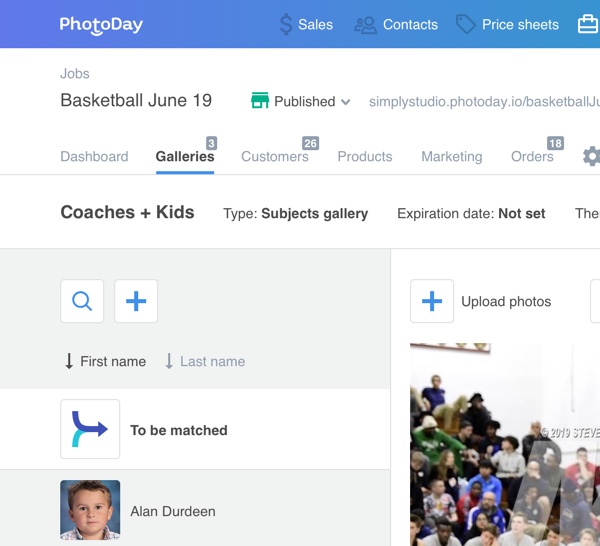 PhotoDay
Sales Contacts Price sheets
Jobs
Basketball June 19 Published simplystudio.photoday.io/basketballJu
Dashboard Galleries 3 Customers 26 Products Marketing Orders 18
Coaches + Kids Type: Subjects gallery Expiration date: Not set The
Upload photos
First name Last name
To be matched
© 2019 STEVE
Alan Durdeen